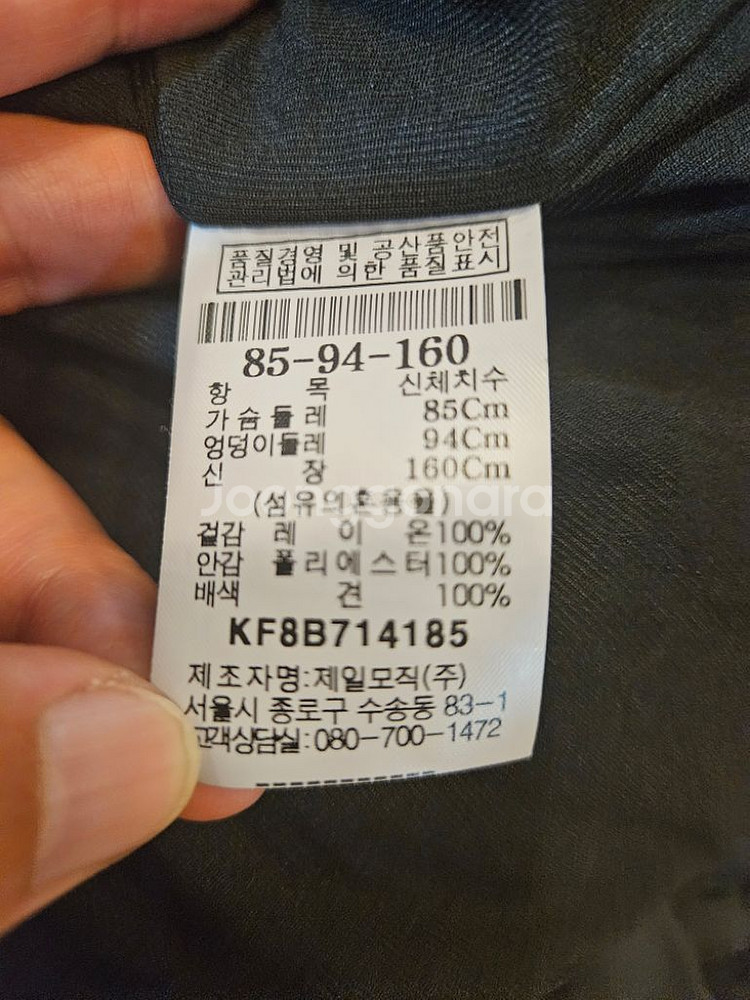 품질경영 및 공산품안전
관리법에 의한 품질표시
85-94-160
항 목 신체치수
가슴둘레 85Cm
엉덩이둘레 94Cm
신 장 160Cm
(섬유의혼용율)
Joonggonara
겉감 레 이 온100%
안감 폴리에스터100%
배색 견 100%
KF8B714185
제조자명:제일모직(주)
서울시 종로구 수송동 83-1
고객상담실:080-700-1472